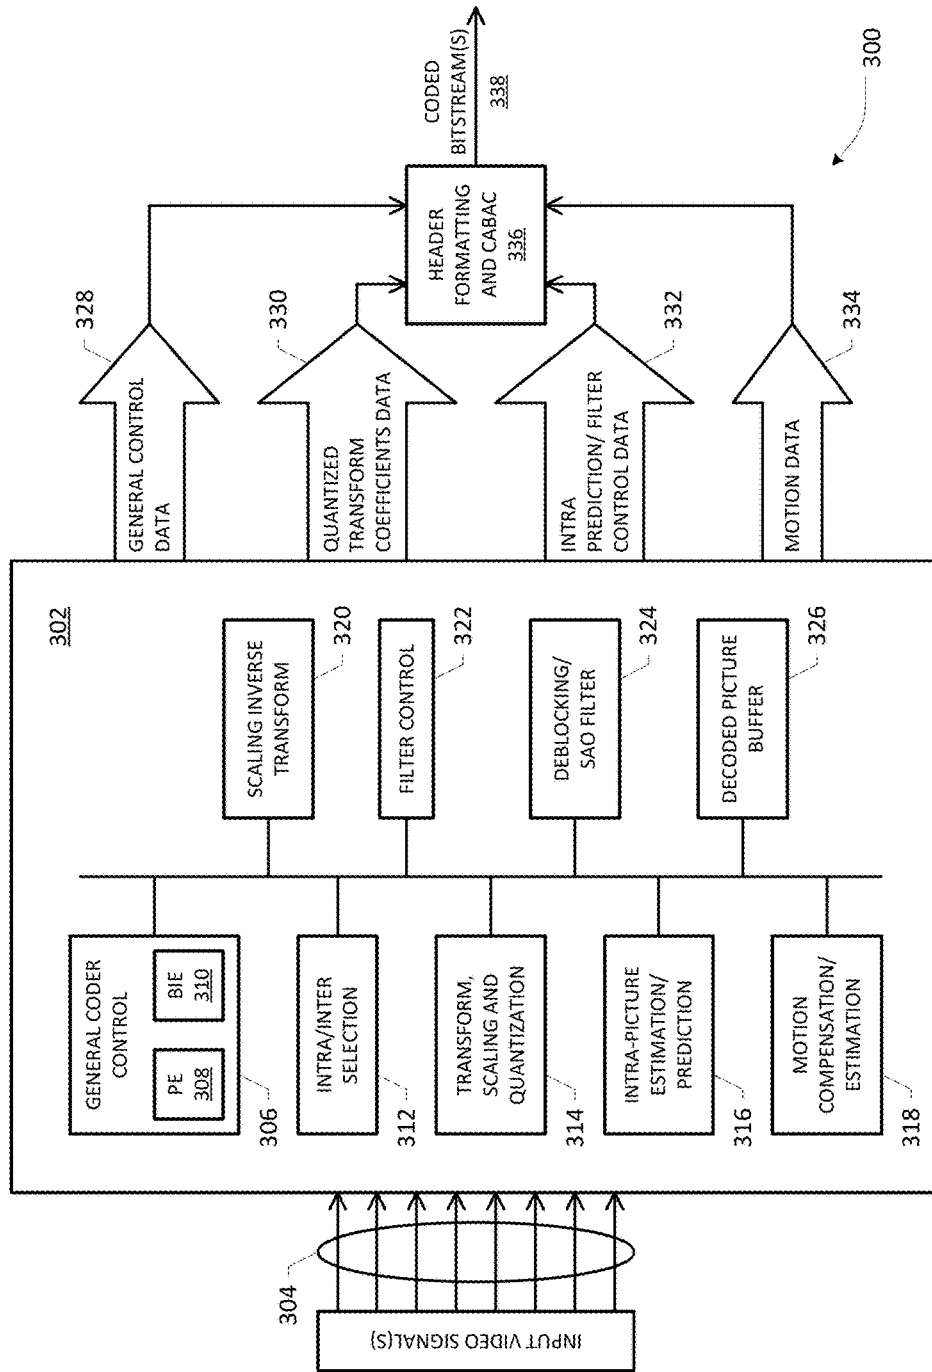 INPUT VIDEO SIGNAL(S)
304
302
GENERAL CODER
CONTROL
PE
308
BIE
310
306
INTRA/INTER
SELECTION
312
TRANSFORM,
SCALING AND
QUANTIZATION
314
INTRA-PICTURE
ESTIMATION/
PREDICTION
316
MOTION
COMPENSATION/
ESTIMATION
318
SCALING INVERSE
TRANSFORM
320
FILTER CONTROL
322
DEBLOCKING/
SAO FILTER
324
DECODED PICTURE
BUFFER
326
GENERAL CONTROL
DATA
328
QUANTIZED
TRANSFORM
COEFFICIENTS DATA
330
INTRA
PREDICTION/ FILTER
CONTROL DATA
332
MOTION DATA
334
HEADER
FORMATTING
AND CABAC
336
CODED
BITSTREAM(S)
338
300